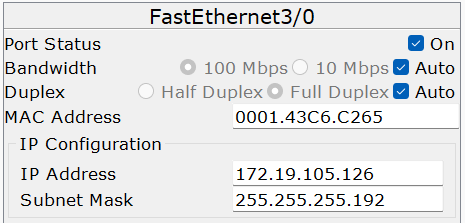 FastEthernet3/0
Port Status On
Bandwidth 100 Mbps 10 Mbps Auto
Duplex Half Duplex Full Duplex Auto
MAC Address 0001.43C6.C265
IP Configuration
IP Address 172.19.105.126
Subnet Mask 255.255.255.192